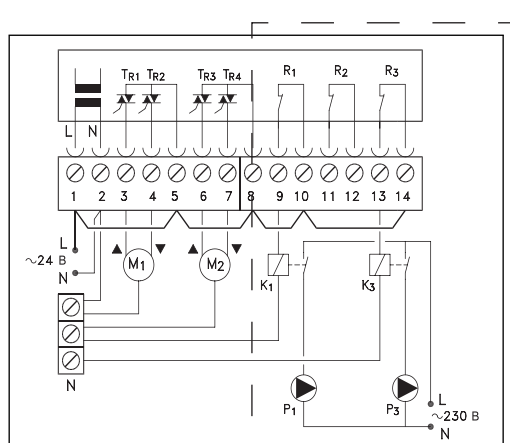 TR1 TR2 TR3 TR4 R1 R2 R3
L N
1 2 3 4 5 6 7 8 9 10 11 12 13 14
L
~24 В
N
M1 M2 K1 K3
N
P1 P3
L
~230 В
N